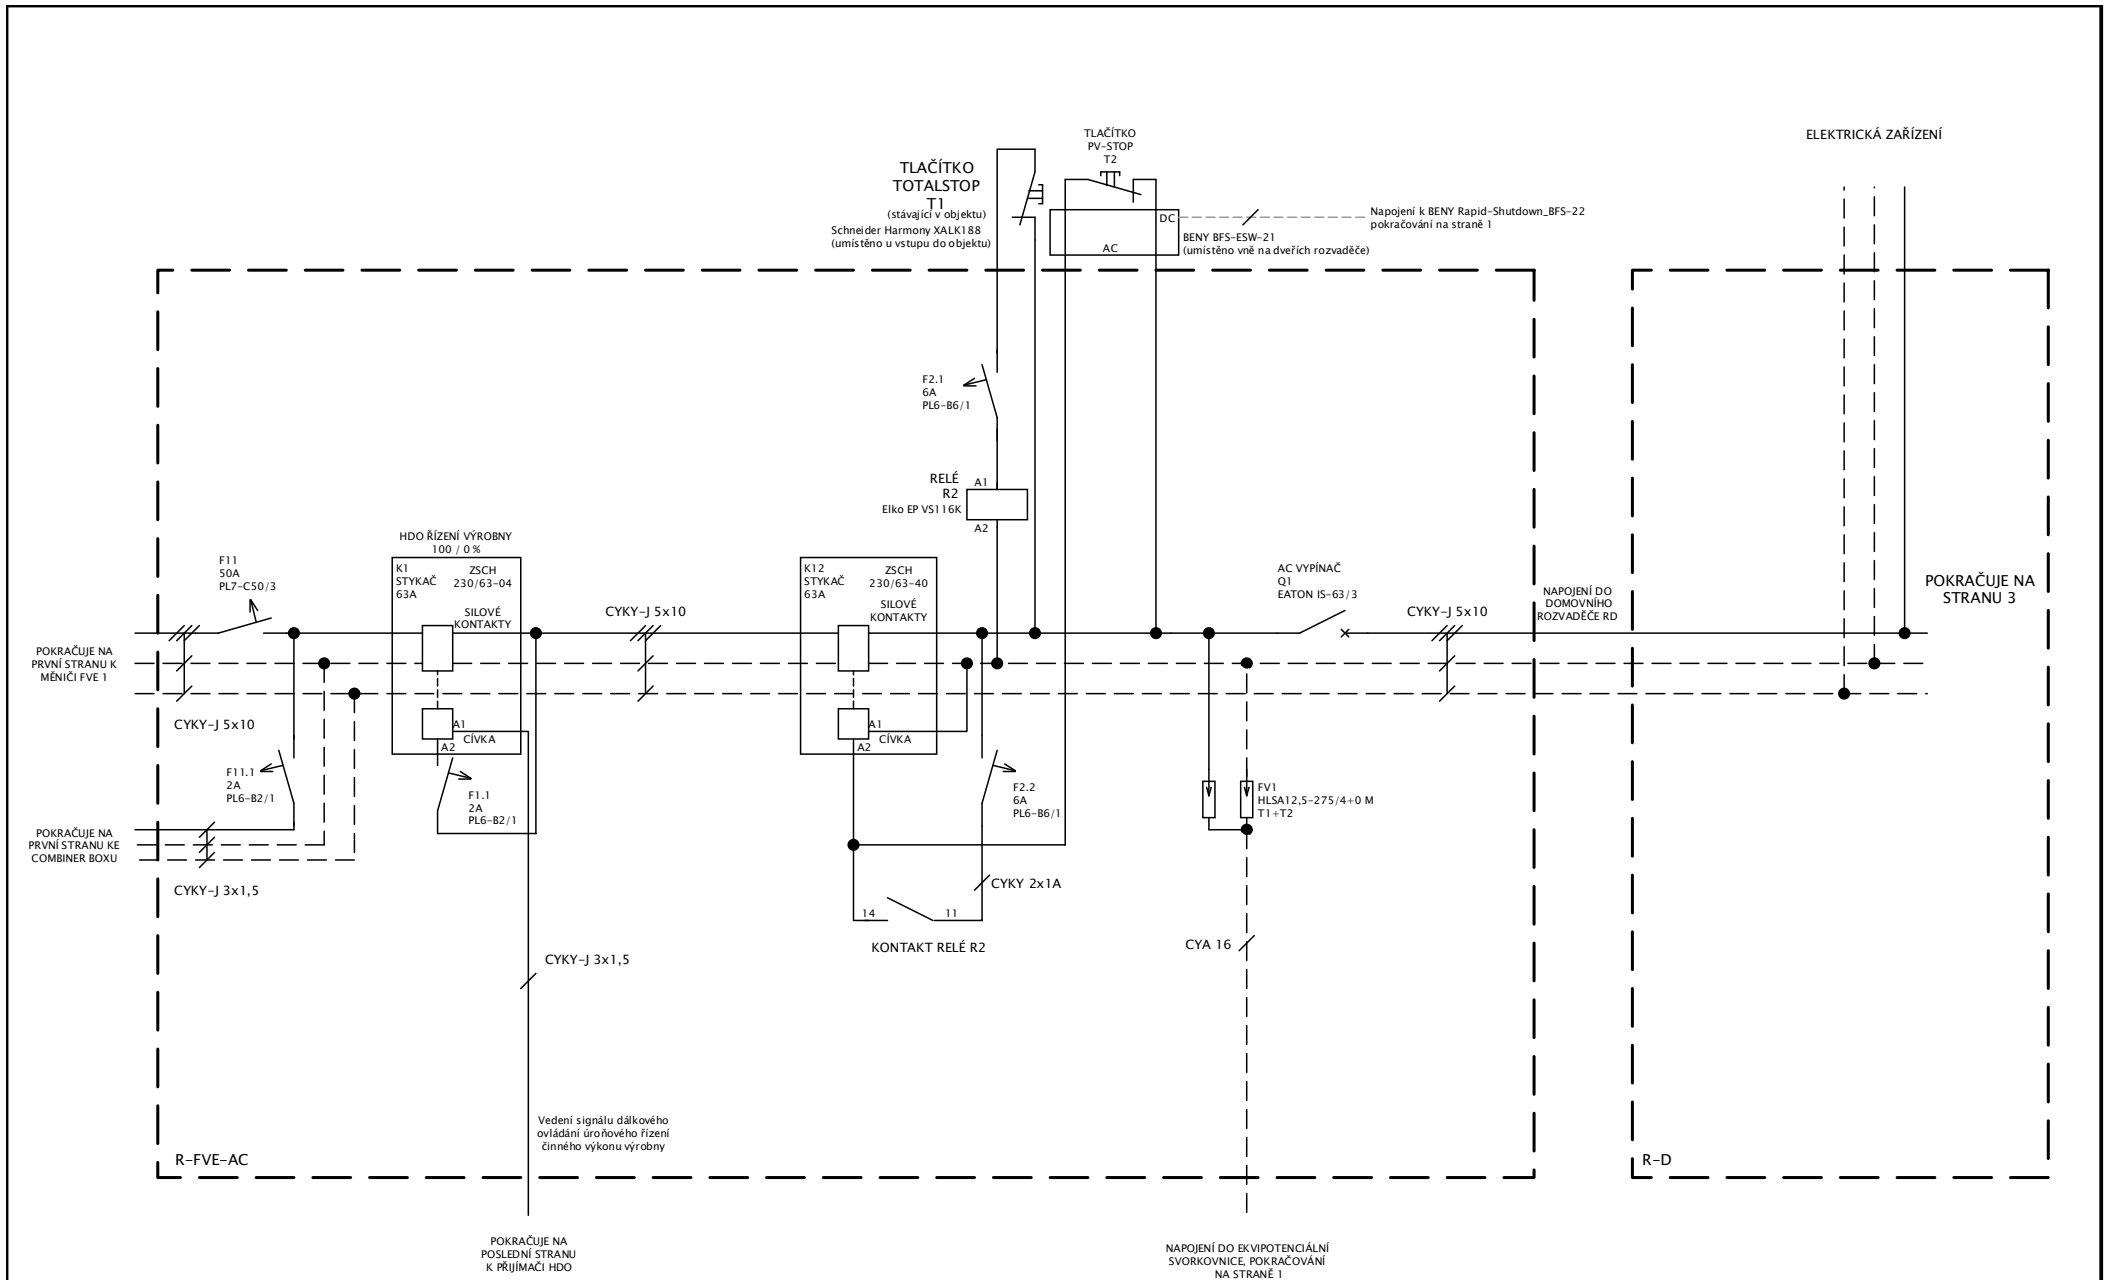 TLAČÍTKO
PV-STOP
T2
ELEKTRICKÁ ZAŘÍZENÍ
TLAČÍTKO
TOTALSTOP
T1
(stávající v objektu)
Schneider Harmony XALK188
(umístěno u vstupu do objektu)
DC
AC
BENY BFS-ESW-21
(umístěno vně na dveřích rozvaděče)
Napojení k BENY Rapid-Shutdown_BFS-22
pokračování na straně 1
F2.1
6A
PL6-B6/1
RELÉ
R2
Elko EP VS116K
A1
A2
HDO ŘÍZENÍ VÝROBNY
100 / 0 %
F11
50A
PL7-C50/3
K1
STYKAČ
63A
ZSCH
230/63-04
SILOVÉ
KONTAKTY
A1
CÍVKA
A2
CYKY-J 5x10
K12
STYKAČ
63A
ZSCH
230/63-40
SILOVÉ
KONTAKTY
A1
CÍVKA
A2
AC VYPÍNAČ
Q1
EATON IS-63/3
CYKY-J 5x10
NAPOJENÍ DO
DOMOVNÍHO
ROZVADĚČE RD
POKRAČUJE NA
STRANU 3
POKRAČUJE NA
PRVNÍ STRANU K
MĚNIČI FVE 1
CYKY-J 5x10
F11.1
2A
PL6-B2/1
F1.1
2A
PL6-B2/1
F2.2
6A
PL6-B6/1
FV1
HLSA12,5-275/4+0 M
T1+T2
POKRAČUJE NA
PRVNÍ STRANU KE
COMBINER BOXU
CYKY-J 3x1,5
CYKY 2x1A
14
11
KONTAKT RELÉ R2
CYA 16
CYKY-J 3x1,5
Vedení signálu dálkového
ovládání úroňového řízení
činného výkonu výrobny
R-FVE-AC
R-D
POKRAČUJE NA
POSLEDNÍ STRANU
K PŘIJÍMAČI HDO
NAPOJENÍ DO EKVIPOTENCIÁLNÍ
SVORKOVNICE, POKRAČOVÁNÍ
NA STRANĚ 1